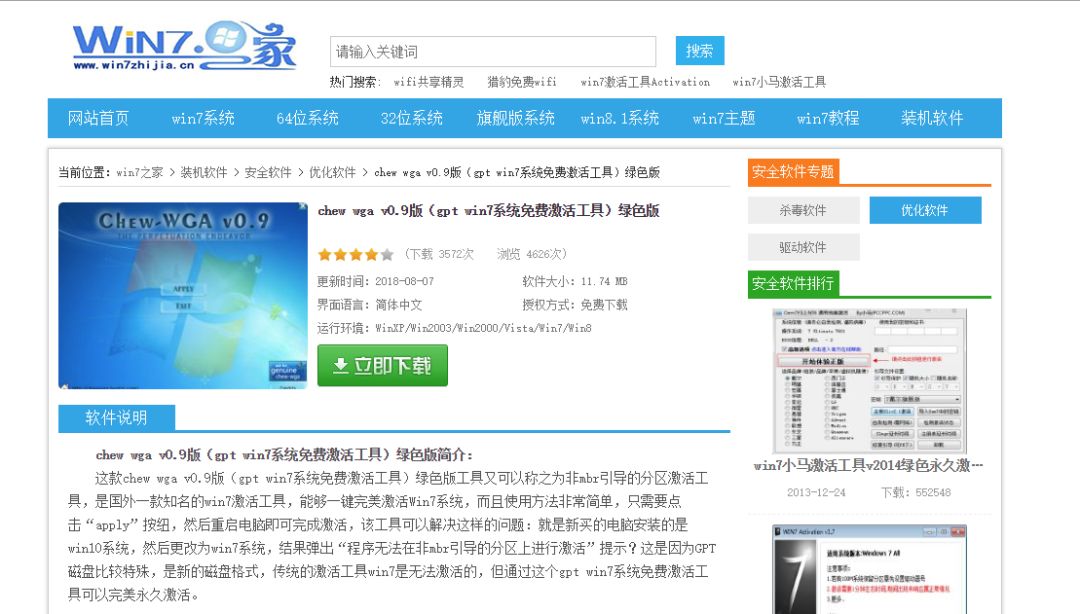 WiN7.之家
www.win7zhijia.cn
请输入关键词
搜索
热门搜索: wifi共享精灵 猎豹免费wifi win7激活工具Activation win7小马激活工具
网站首页 win7系统 64位系统 32位系统 旗舰版系统 win8.1系统 win7主题 win7教程 装机软件
当前位置: win7之家 > 装机软件 > 安全软件 > 优化软件 > chew wga v0.9版（gpt win7系统免费激活工具）绿色版
安全软件专题
杀毒软件
优化软件
驱动软件
CHEW-WGA v0.9
THE PERPETUATION ENDEAVOR
APPLY
EXIT
genuine
chew wga v0.9版（gpt win7系统免费激活工具）绿色版
（下载 3572次 浏览 4626次）
更新时间：2018-08-07 软件大小：11.74 MB
界面语言：简体中文 授权方式：免费下载
运行环境：WinXP/Win2003/Win2000/Vista/Win7/Win8
立即下载
软件说明
chew wga v0.9版（gpt win7系统免费激活工具）绿色版简介：
这款chew wga v0.9版（gpt win7系统免费激活工具）绿色版工具又可以称之为非mbr引导的分区激活工
具，是国外一款知名的win7激活工具，能够一键完美激活Win7系统，而且使用方法非常简单，只需要点
击“apply”按纽，然后重启电脑即可完成激活，该工具可以解决这样的问题：就是新买的电脑安装的是
win10系统，然后更改为win7系统，结果弹出“程序无法在非mbr引导的分区上进行激活”提示？这是因为GPT
磁盘比较特殊，是新的磁盘格式，传统的激活工具win7是无法激活的，但通过这个gpt win7系统免费激活工
具可以完美永久激活。
安全软件排行
开始体验正版
win7小马激活工具v2014绿色永久激…
2013-12-24 下载：552548
WIN7 Activation v1.7
适用系统版本:Windows 7 All
注意事项: